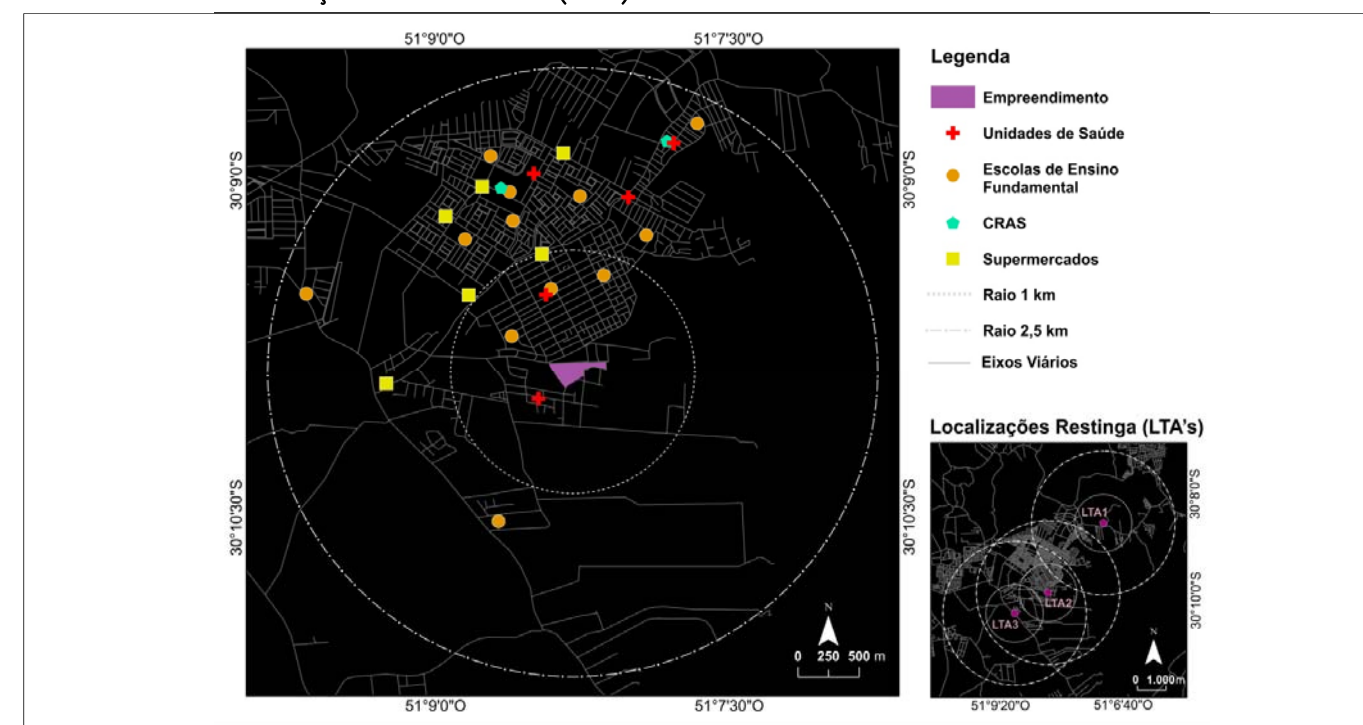 51°9'0"O
51°7'30"O
30°9'0"S
30°9'0"S
30°10'30"S
30°10'30"S
N
0 250 500 m
51°9'0"O
51°7'30"O
Legenda
Empreendimento
Unidades de Saúde
Escolas de Ensino
Fundamental
CRAS
Supermercados
Raio 1 km
Raio 2,5 km
Eixos Viários
Localizações Restinga (LTA's)
LTA1
LTA2
LTA3
30°8'0"S
30°10'0"S
N
0 1.000m
51°9'20"O
51°6'40"O